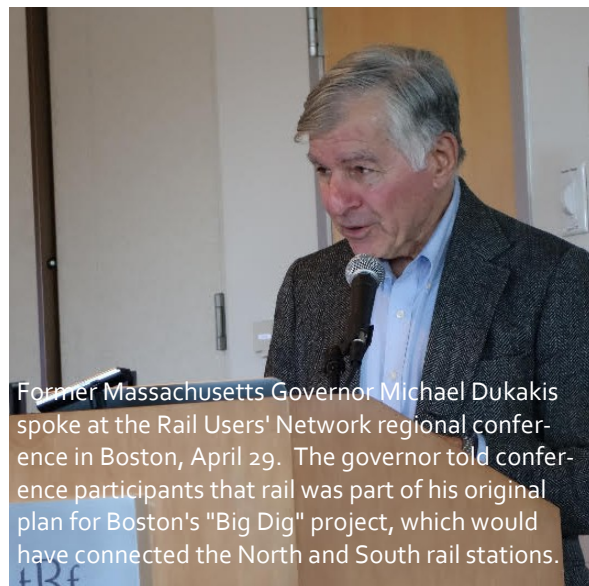 Former Massachusetts Governor Michael Dukakis
spoke at the Rail Users' Network regional confer-
ence in Boston, April 29.  The governor told confer-
ence participants that rail was part of his original
plan for Boston's "Big Dig" project, which would
have connected the North and South rail stations.